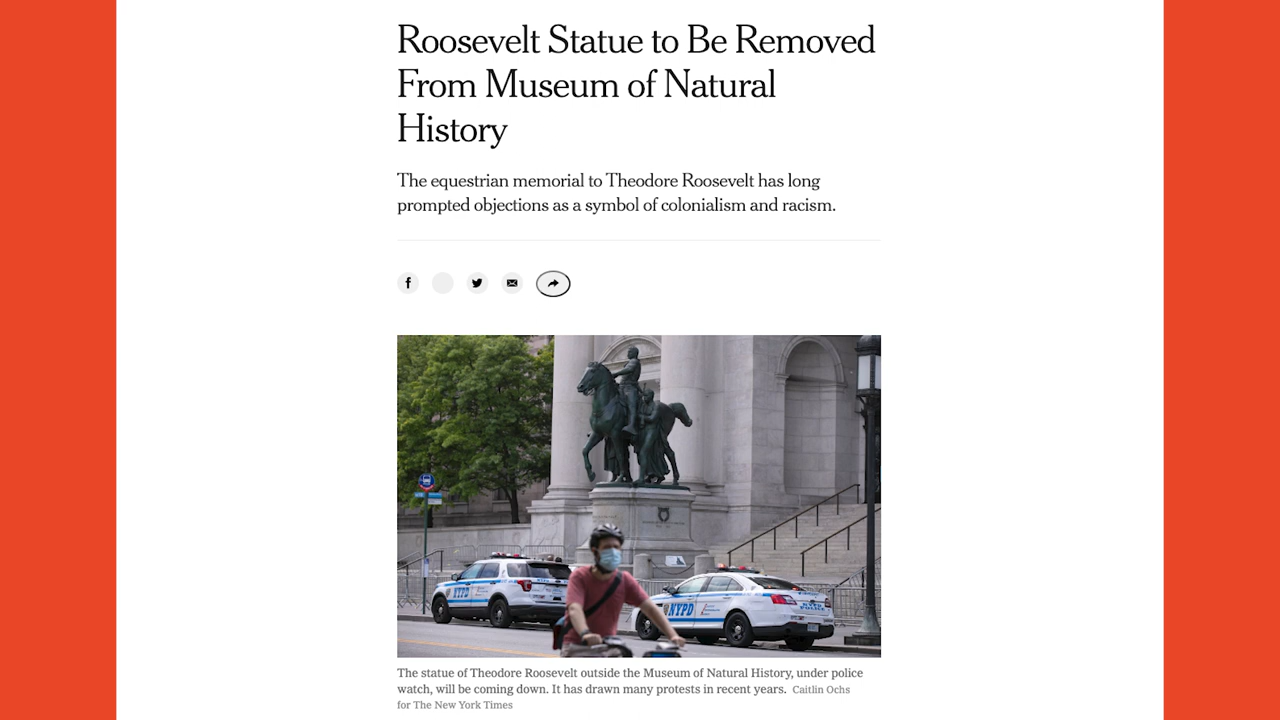 Roosevelt Statue to Be Removed
From Museum of Natural
History
The equestrian memorial to Theodore Roosevelt has long
prompted objections as a symbol of colonialism and racism.
NYPD
NYPD
NYPD
POLICE
The statue of Theodore Roosevelt outside the Museum of Natural History, under police
watch, will be coming down. It has drawn many protests in recent years. Caitlin Ochs
for The New York Times